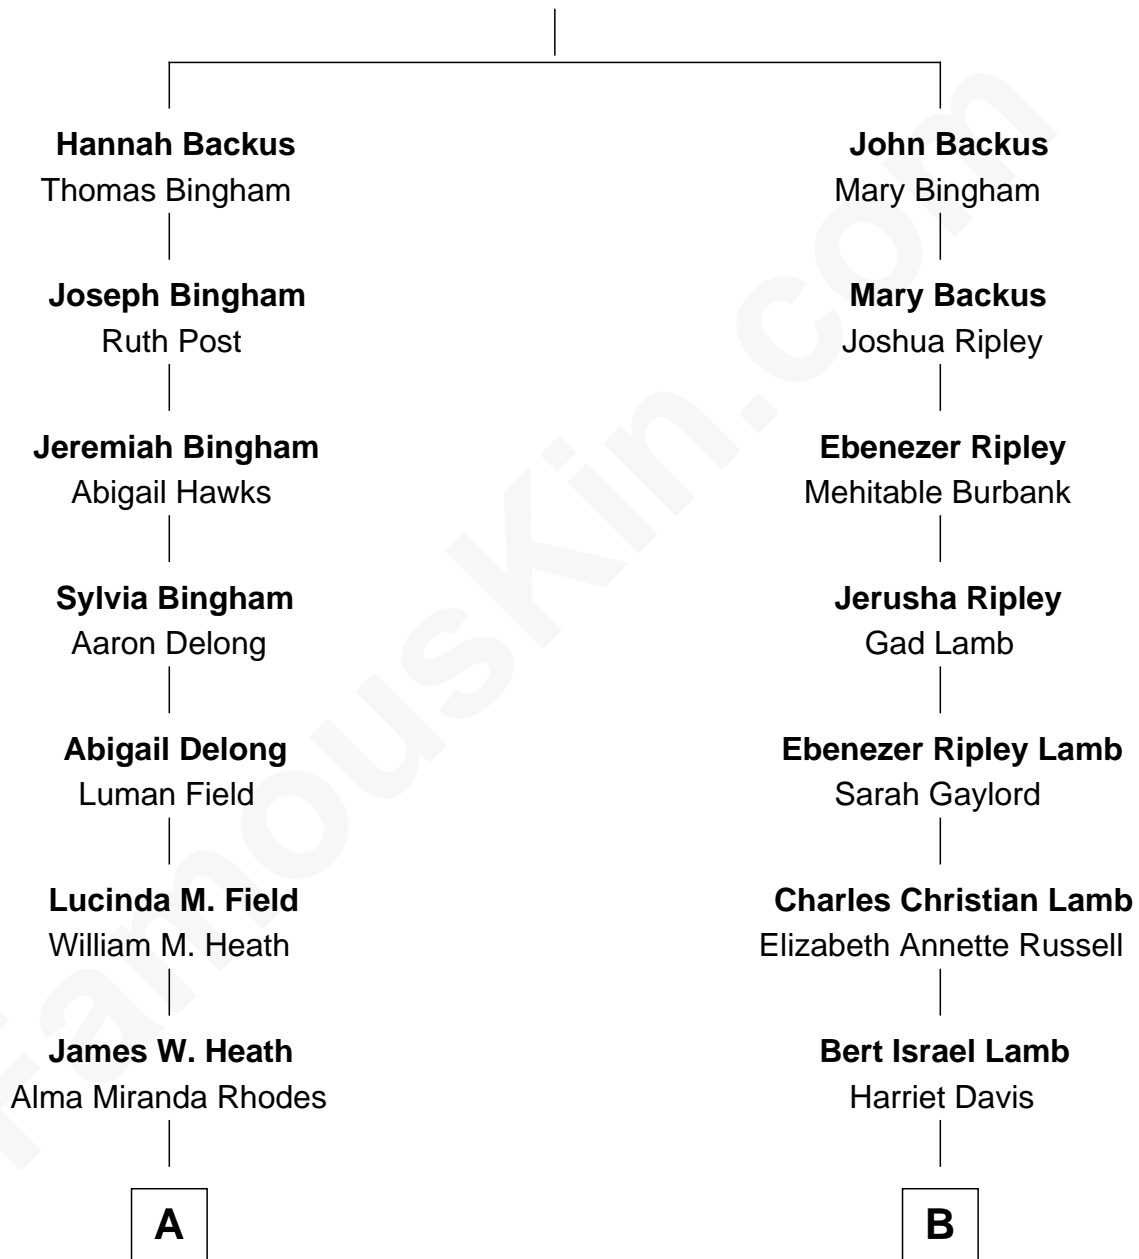 Hannah Backus
Thomas Bingham
John Backus
Mary Bingham
Joseph Bingham
Ruth Post
Mary Backus
Joshua Ripley
Jeremiah Bingham
Abigail Hawks
Ebenezer Ripley
Mehitable Burbank
Sylvia Bingham
Aaron Delong
Jerusha Ripley
Gad Lamb
Abigail Delong
Luman Field
Ebenezer Ripley Lamb
Sarah Gaylord
Lucinda M. Field
William M. Heath
Charles Christian Lamb
Elizabeth Annette Russell
James W. Heath
Alma Miranda Rhodes
Bert Israel Lamb
Harriet Davis
A
B
FamousKin.com